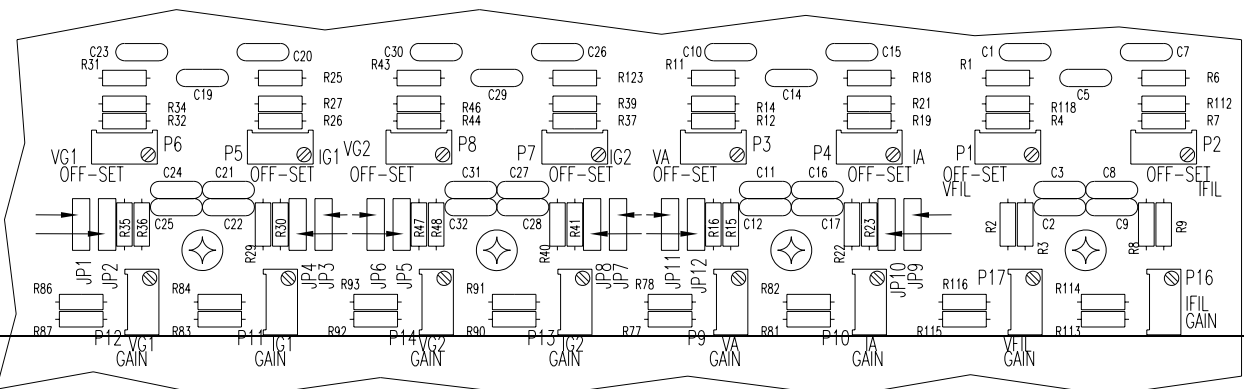 C23 C20 C30 C26 C10 C15 C1 C7
R31 R25 R43 R123 R11 R18 R1 R6
C19 C29 C14 C5
R34 R27 R46 R39 R14 R21 R118 R112
R32 R26 R44 R37 R12 R19 R4 R7
P6 P5 P8 P7 P3 P4 P1 P2
VG1 IG1 VG2 IG2 VA IA
OFF-SET OFF-SET OFF-SET OFF-SET OFF-SET OFF-SET OFF-SET OFF-SET
C24 C21 C31 C27 C11 C16 VFIL C3 C8 IFIL
C25 C22 C32 C28 C12 C17 C2 C9
R35 R36 R30 R47 R48 R41 R16 R15 R23 R2 R9
R29 R40 R22 R3 R8
JP1 JP2 JP4 JP3 JP6 JP5 JP8 JP7 JP11 JP12 JP10 JP9
P17 P16
R86 R84 R93 R91 R78 R82 R116 R114 IFIL
GAIN
R87 P12 R83 P11 R92 P14 R90 P13 R77 P9 R81 P10 R115 R113
VG1 IG1 VG2 IG2 VA IA VFIL
GAIN GAIN GAIN GAIN GAIN GAIN GAIN